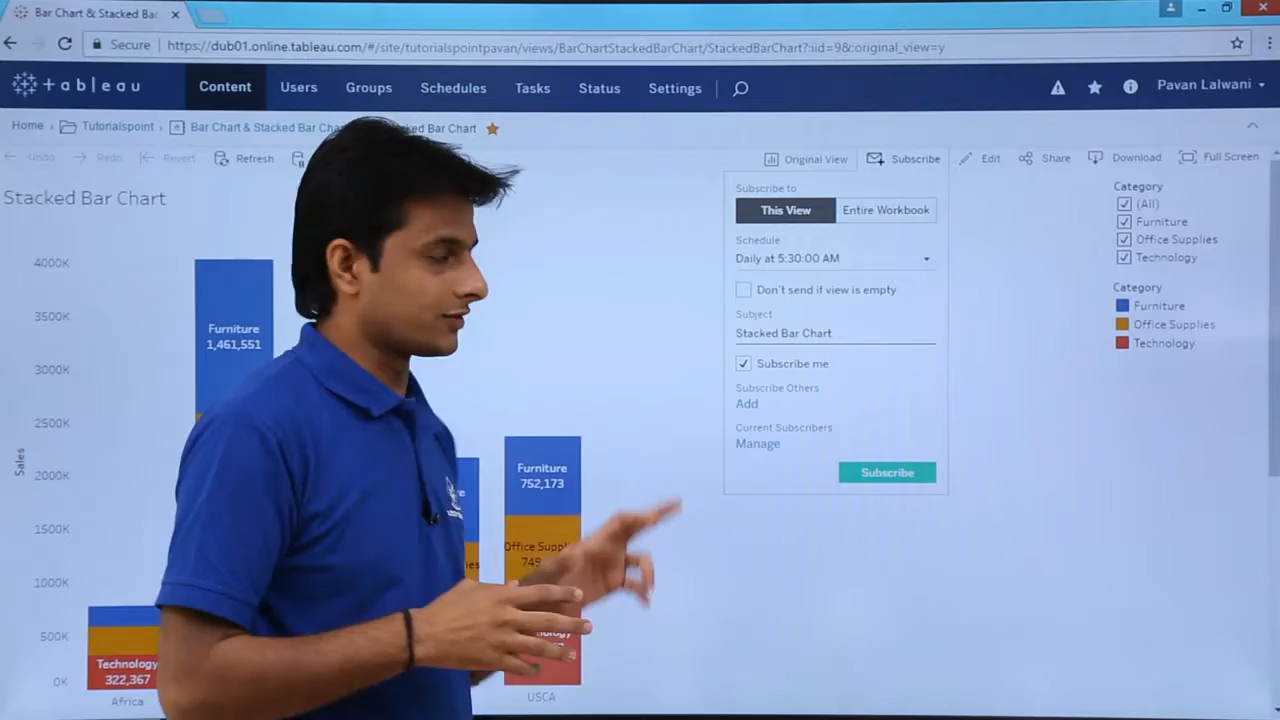 Bar Chart & Stacked Bar
Secure
https://dub01.online.tableau.com/#/site/tutorialspointpavan/views/BarChartStackedBarChart/StackedBarChart?:iid=9&:original_view=y
+ableau
Content
Users
Groups
Schedules
Tasks
Status
Settings
Pavan Lalwani
Home
Tutorialspoint
Bar Chart & Stacked Bar
Bar Chart
Undo
Redo
Revert
Refresh
Original View
Subscribe
Edit
Share
Download
Full Screen
Stacked Bar Chart
4000K
3500K
3000K
2500K
2000K
1500K
1000K
500K
0K
Sales
Furniture
1,461,551
Furniture
752,173
Technology
322,367
Africa
USCA
Subscribe to
This View
Entire Workbook
Schedule
Daily at 5:30:00 AM
Don't send if view is empty
Subject
Stacked Bar Chart
Subscribe me
Subscribe Others
Add
Current Subscribers
Manage
Subscribe
Category
(All)
Furniture
Office Supplies
Technology
Category
Furniture
Office Supplies
Technology